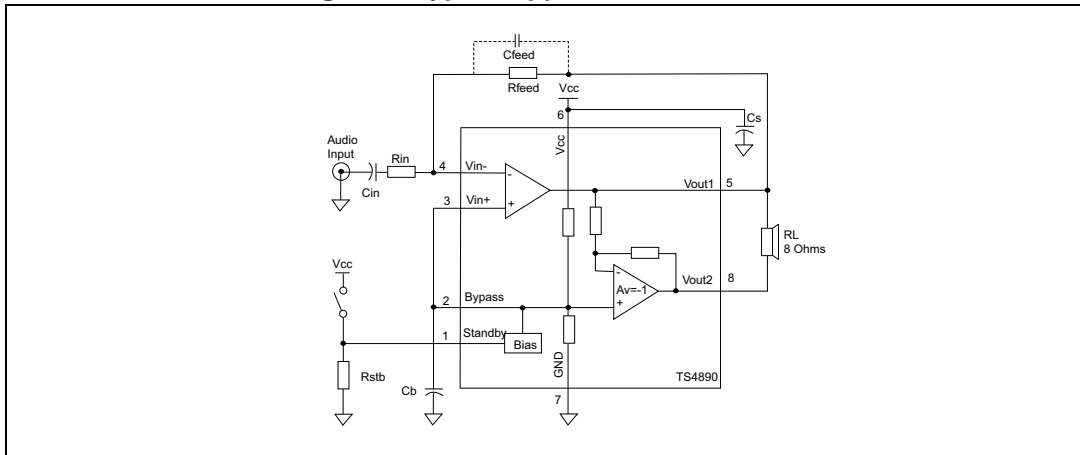 Cfeed
Rfeed
Vcc
6
Cs
Vcc
Audio
Input
Rin
Cin
4
Vin-
-
Vout1
5
3
Vin+
+
RL
8 Ohms
Vcc
-
Av=-1
+
Vout2
8
2
Bypass
1
Standby
Bias
Rstb
Cb
GND
TS4890
7